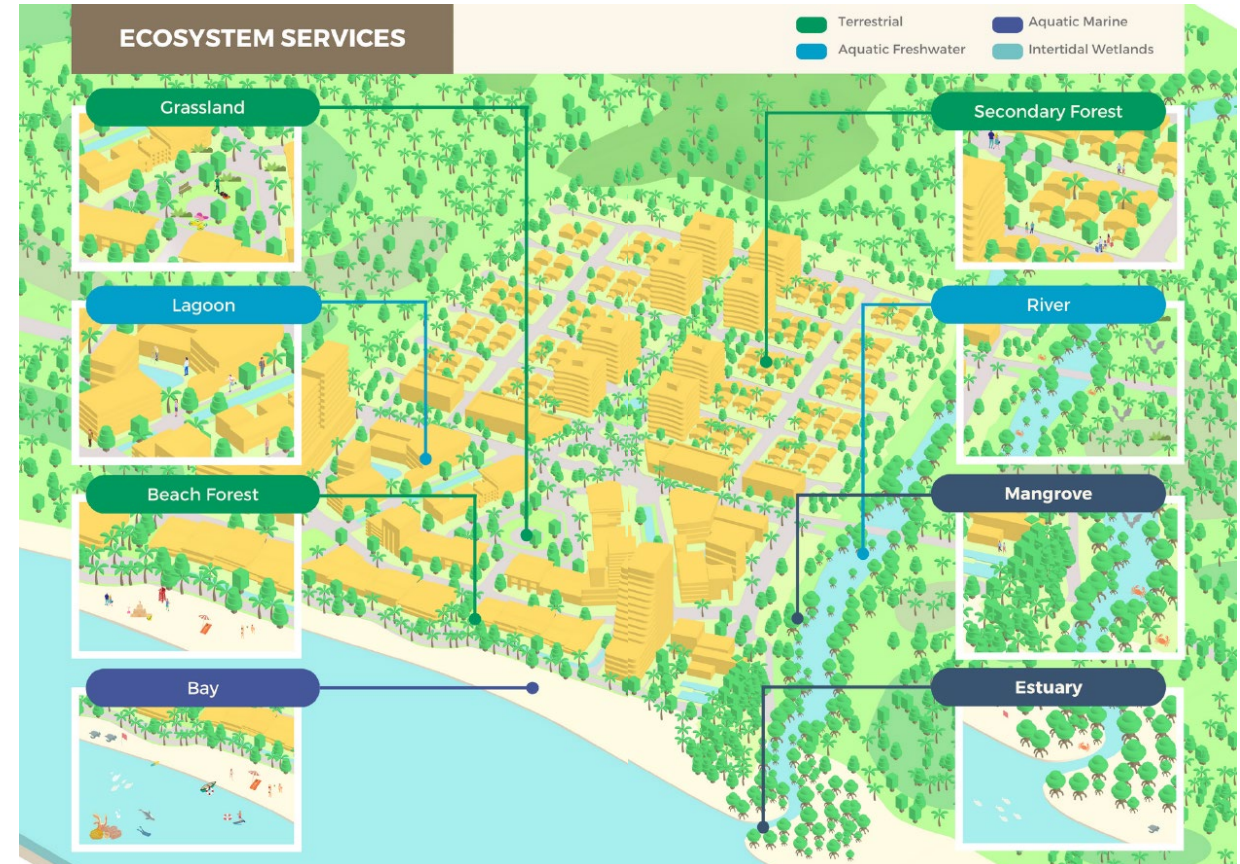 ECOSYSTEM SERVICES
Terrestrial
Aquatic Marine
Aquatic Freshwater
Intertidal Wetlands
Grassland
Secondary Forest
Lagoon
River
Beach Forest
Mangrove
Bay
Estuary